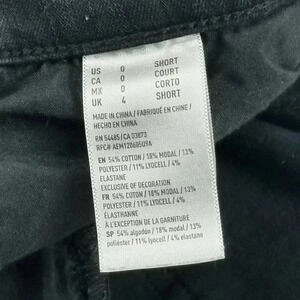 US 0 SHORT
CA 0 COURT
MX 0 CORTO
UK 4 SHORT
MADE IN CHINA / FABRIQUÉ EN CHINE /
HECHO EN CHINA
RN 54485/CA 03073
RFC# AEM120605U9A
EN 54% COTTON / 18% MODAL / 13%
POLYESTER / 11% LYOCELL / 4%
ELASTANE
EXCLUSIVE OF DECORATION
FR 54% COTON / 18% MODAL / 13%
POLYESTER / 11% LYOCELL / 4%
ÉLASTHANNE
À L'EXCEPTION DE LA GARNITURE
SP 54% algodón / 18% modal / 13%
poliéster / 11% lyocell / 4% elastano